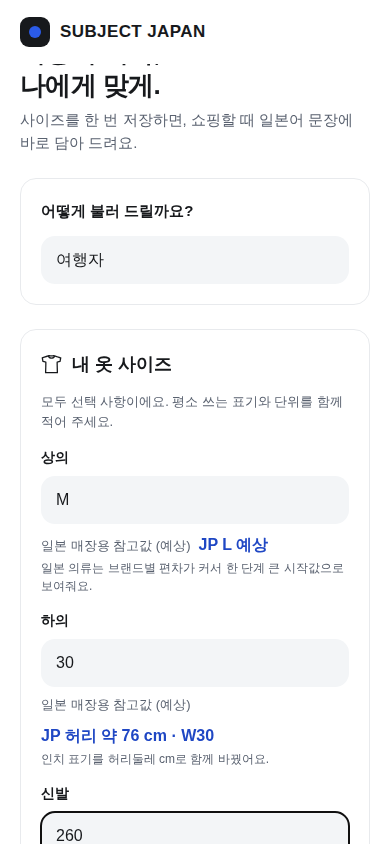 SUBJECT JAPAN
나에게 맞게.
사이즈를 한 번 저장하면, 쇼핑할 때 일본어 문장에
바로 담아 드려요.
어떻게 불러 드릴까요?
여행자
내 옷 사이즈
모두 선택 사항이에요. 평소 쓰는 표기와 단위를 함께
적어 주세요.
상의
M
일본 매장용 참고값 (예상) JP L 예상
일본 의류는 브랜드별 편차가 커서 한 단계 큰 시작값으로
보여줘요.
하의
30
일본 매장용 참고값 (예상)
JP 허리 약 76 cm · W30
인치 표기를 허리둘레 cm로 함께 바꿨어요.
신발
260